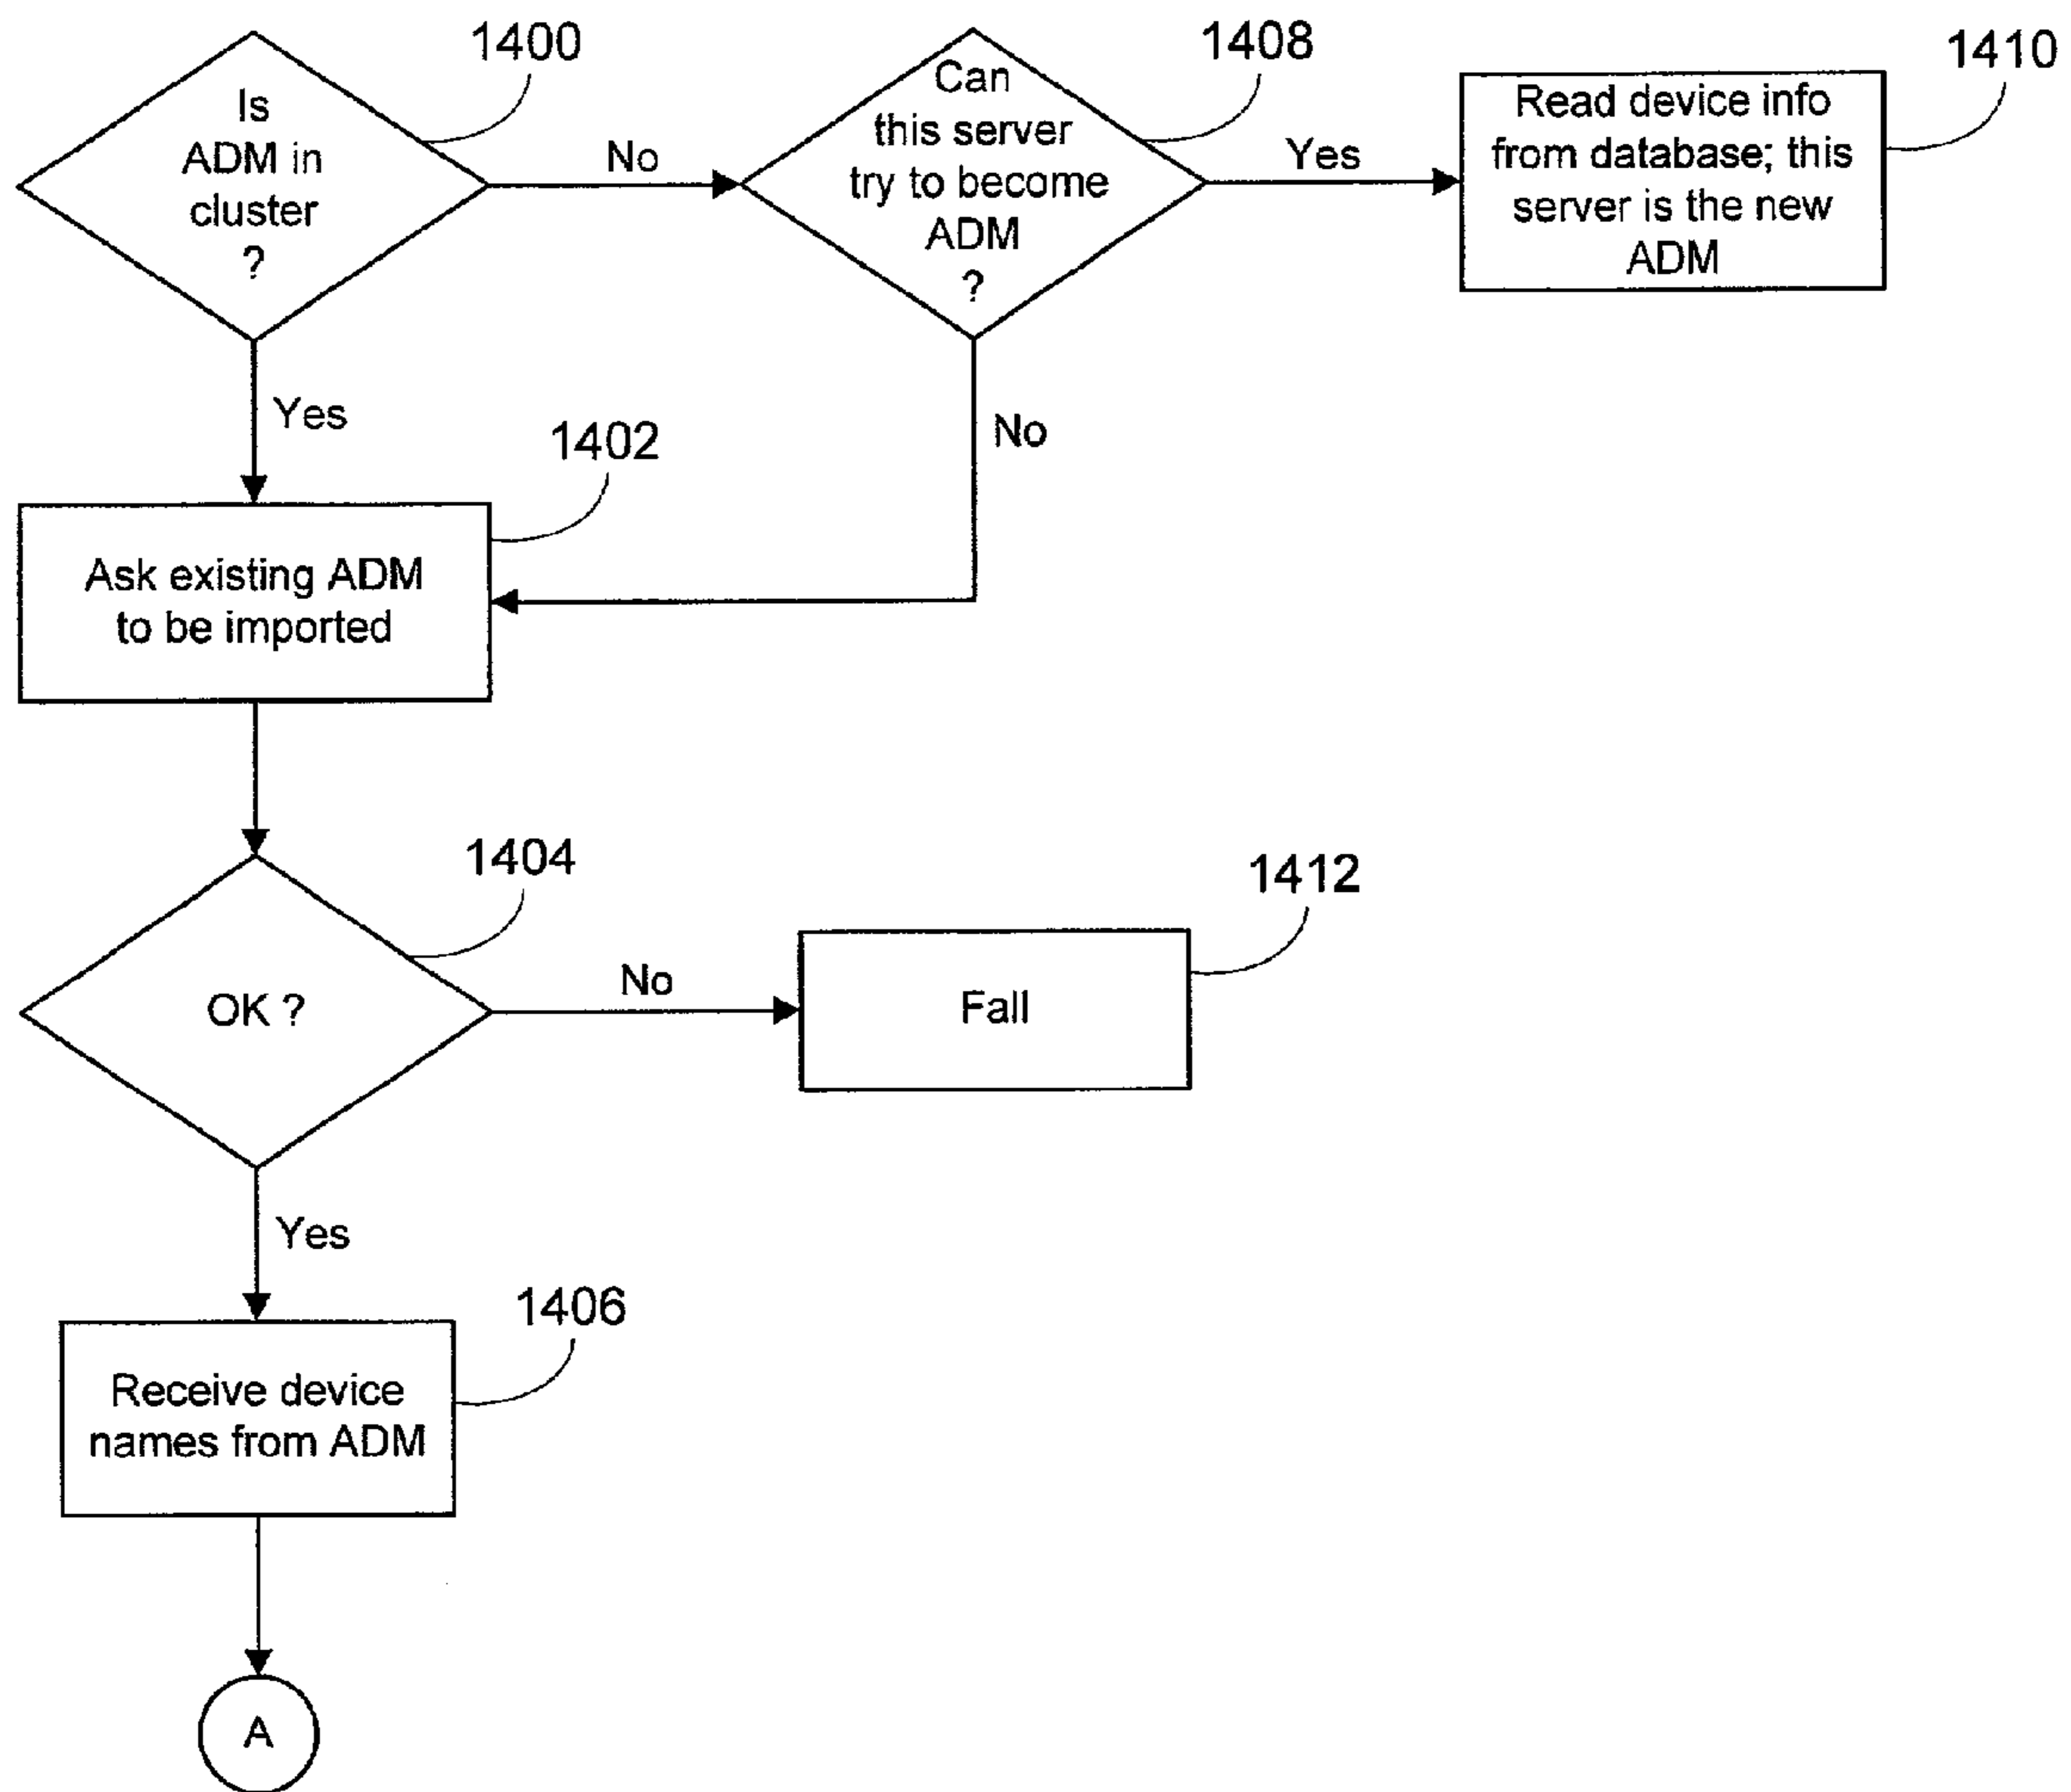 1400
Is
ADM in
cluster
?
No
1408
Can
this server
try to become
ADM
?
Yes
1410
Read device info
from database; this
server is the new
ADM
Yes
No
1402
Ask existing ADM
to be imported
1404
OK ?
No
1412
Fail
Yes
1406
Receive device
names from ADM
A